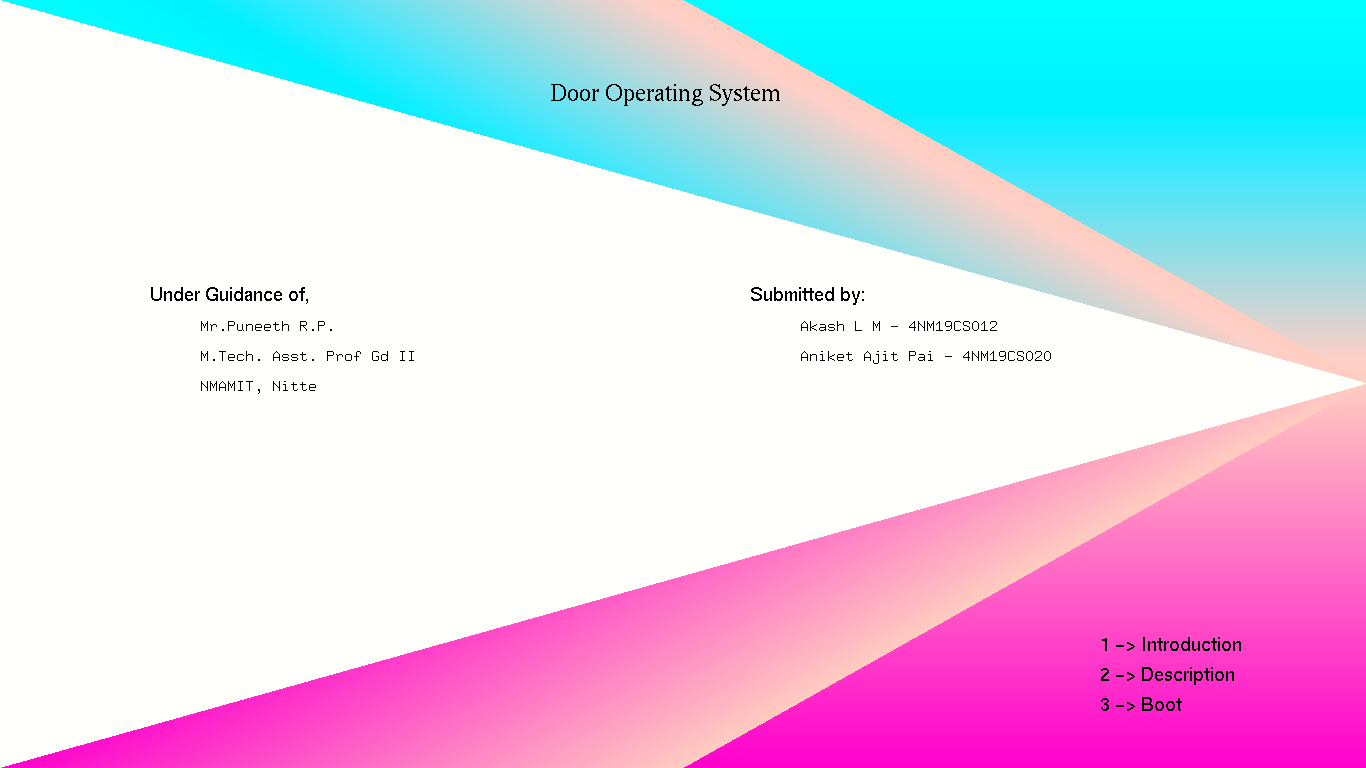 Door Operating System
Under Guidance of,
Mr.Puneeth R.P.
M.Tech. Asst. Prof Gd II
NMAMIT, Nitte
Submitted by:
Akash L M - 4NM19CS012
Aniket Ajit Pai - 4NM19CS020
1 -> Introduction
2 -> Description
3 -> Boot